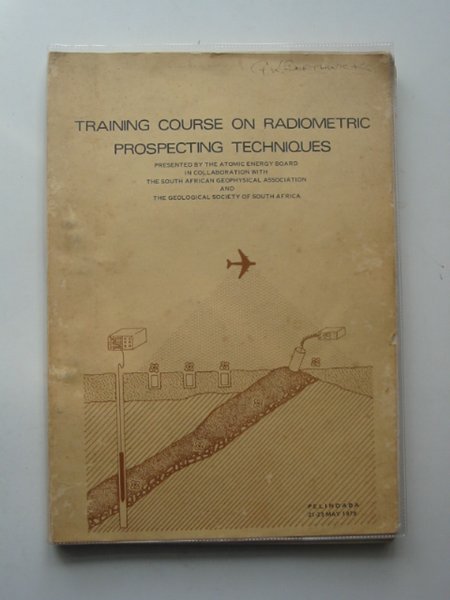 TRAINING COURSE ON RADIOMETRIC
PROSPECTING TECHNIQUES
PRESENTED BY THE ATOMIC ENERGY BOARD
IN COLLABORATION WITH
THE SOUTH AFRICAN GEOPHYSICAL ASSOCIATION
AND
THE GEOLOGICAL SOCIETY OF SOUTH AFRICA
PELINDABA
MAY